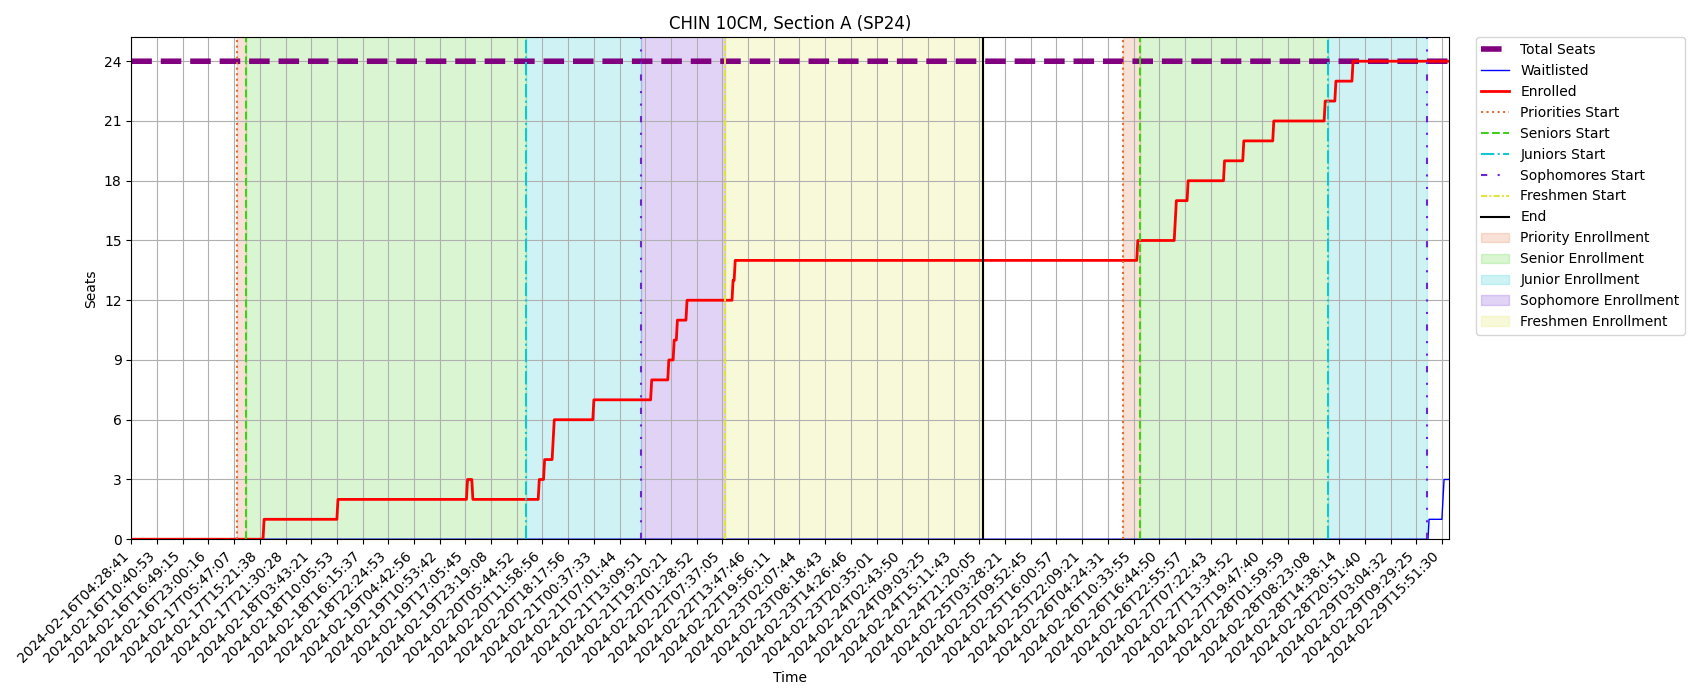 CHIN 10CM, Section A (SP24)
Seats
24
21
18
15
12
9
6
3
0
2024-02-16T04:28:41
2024-02-16T10:40:53
2024-02-16T16:49:15
2024-02-16T23:00:16
2024-02-17T05:47:07
2024-02-17T15:21:38
2024-02-17T21:30:28
2024-02-18T03:43:21
2024-02-18T10:05:53
2024-02-18T16:15:37
2024-02-18T22:24:53
2024-02-19T04:42:56
2024-02-19T10:53:42
2024-02-19T17:05:45
2024-02-19T23:19:08
2024-02-20T05:44:52
2024-02-20T11:58:56
2024-02-20T18:17:56
2024-02-21T00:37:33
2024-02-21T07:01:44
2024-02-21T13:09:51
2024-02-21T19:20:21
2024-02-22T01:28:52
2024-02-22T07:37:05
2024-02-22T13:47:46
2024-02-22T19:56:11
2024-02-23T02:07:44
2024-02-23T08:18:43
2024-02-23T14:26:46
2024-02-23T20:35:01
2024-02-24T02:43:50
2024-02-24T09:03:25
2024-02-24T15:11:43
2024-02-24T21:20:05
2024-02-25T03:28:21
2024-02-25T09:52:45
2024-02-25T16:00:57
2024-02-25T22:09:21
2024-02-26T04:24:31
2024-02-26T10:33:55
2024-02-26T16:44:50
2024-02-26T22:55:57
2024-02-27T07:22:43
2024-02-27T13:34:52
2024-02-27T19:47:40
2024-02-28T01:59:59
2024-02-28T08:23:08
2024-02-28T14:38:14
2024-02-28T20:51:40
2024-02-29T03:04:32
2024-02-29T09:29:25
2024-02-29T15:51:30
Time
Total Seats
Waitlisted
Enrolled
Priorities Start
Seniors Start
Juniors Start
Sophomores Start
Freshmen Start
End
Priority Enrollment
Senior Enrollment
Junior Enrollment
Sophomore Enrollment
Freshmen Enrollment